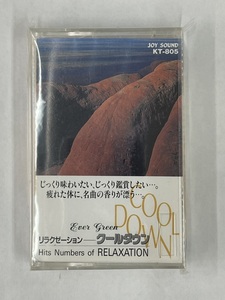 JOY SOUND
KT-805
じっくり味わいたい、じっくり鑑賞したい…。
疲れた体に、名曲の香りが漂う…。
COOL
DOWN
Ever Green
リラクゼーション——クールダウン
Hits Numbers of RELAXATION